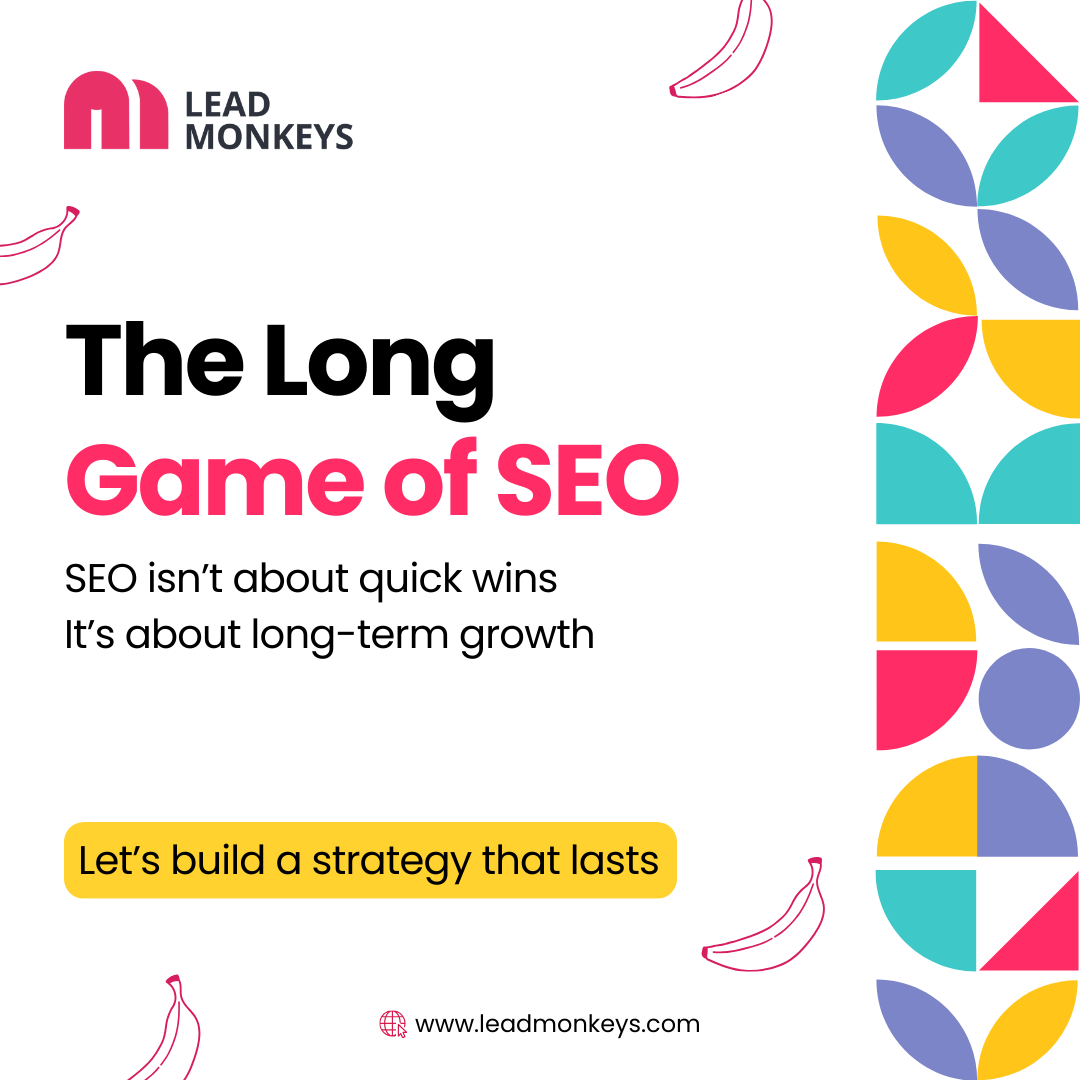 LEAD
MONKEYS
The Long
Game of SEO
SEO isn’t about quick wins
It’s about long-term growth
Let’s build a strategy that lasts
www.leadmonkeys.com